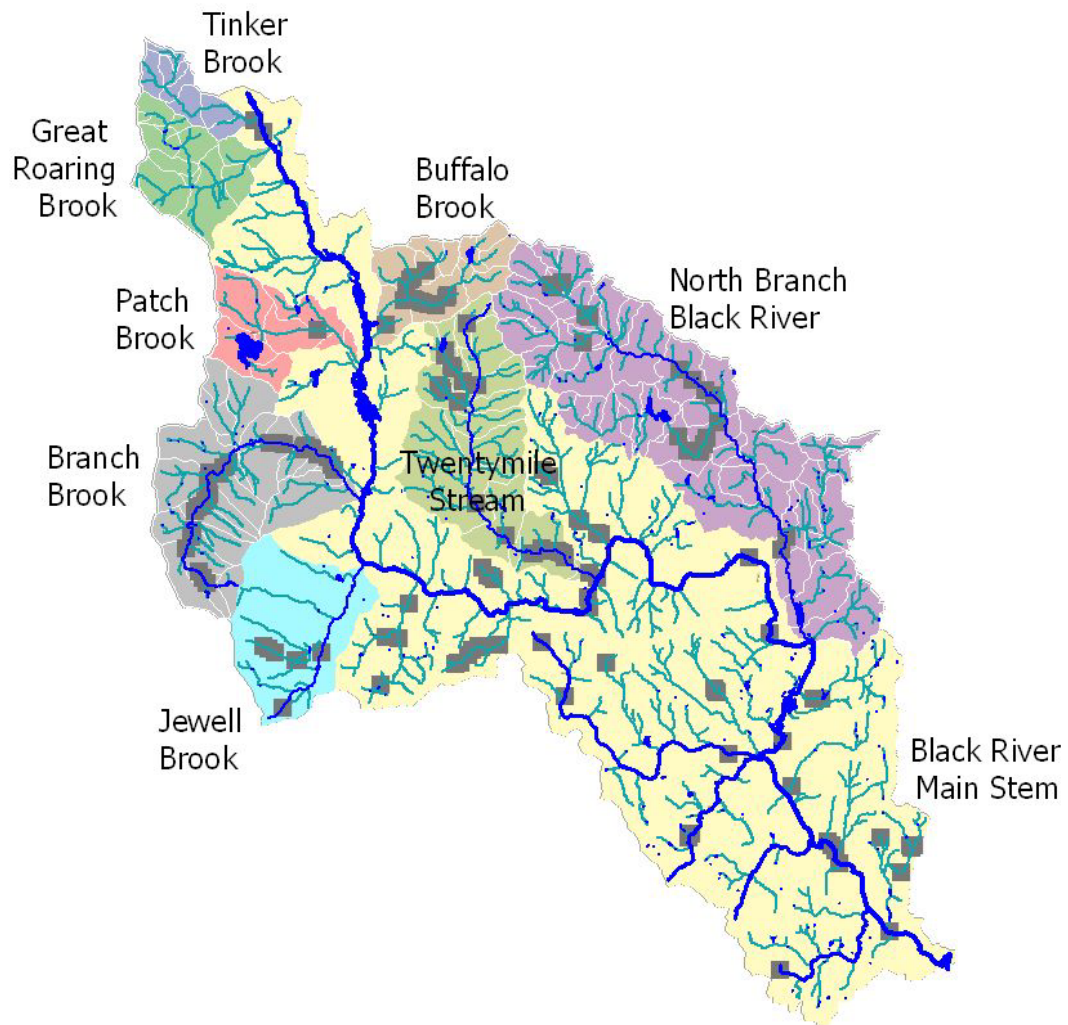 Tinker
Brook
Great
Roaring
Brook
Buffalo
Brook
North Branch
Black River
Patch
Brook
Branch
Brook
Twentymile
Stream
Jewell
Brook
Black River
Main Stem